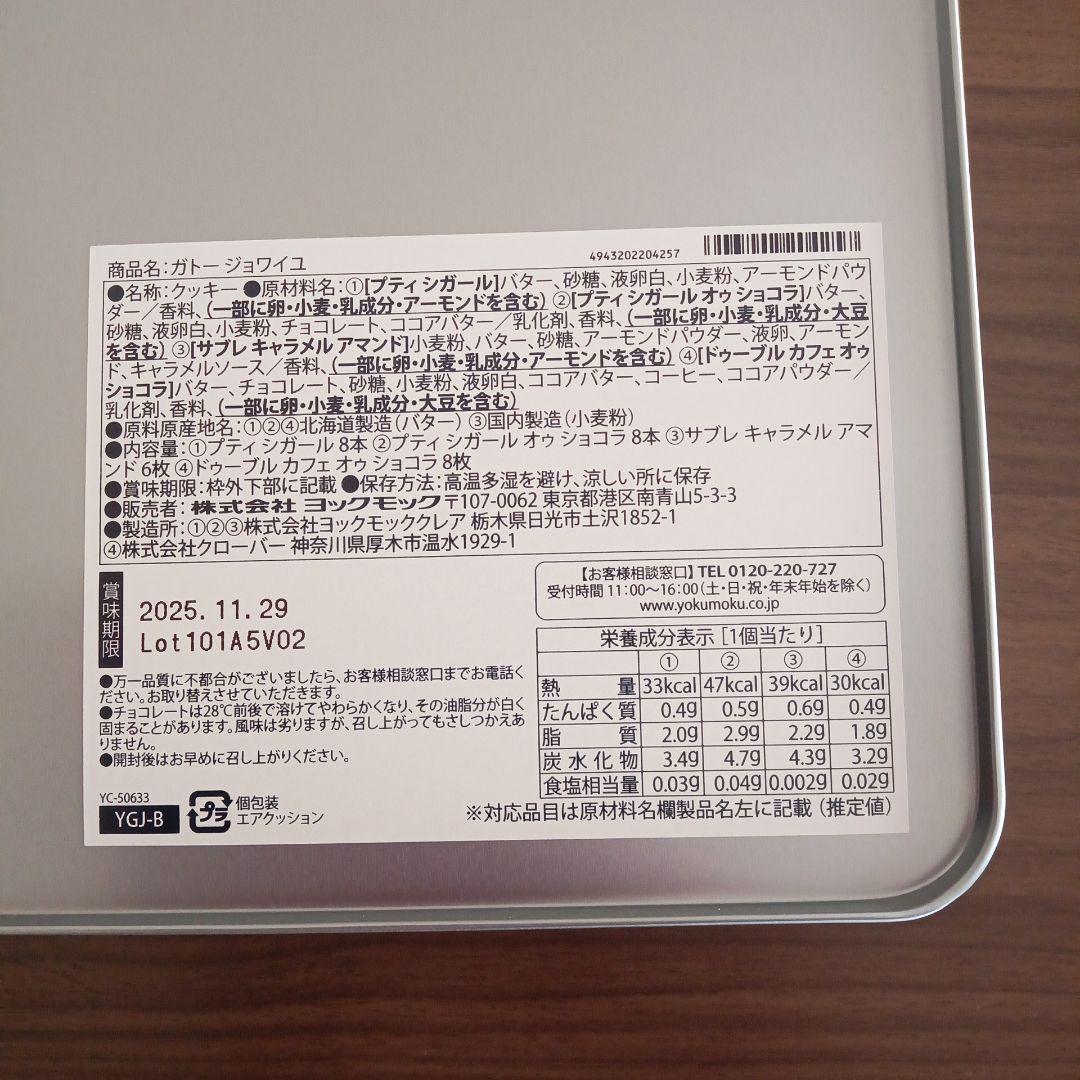 商品名：ガトー ジョワイユ
4943202204257
●名称：クッキー ●原材料名：①[プティ シガール]バター、砂糖、液卵白、小麦粉、アーモンドパウ
ダー／香料、(一部に卵・小麦・乳成分・アーモンドを含む) ②[プティ シガール オゥ ショコラ]バター、
砂糖、液卵白、小麦粉、チョコレート、ココアバター／乳化剤、香料、(一部に卵・小麦・乳成分・大豆
を含む) ③[サブレ キャラメル アマンド]小麦粉、バター、砂糖、アーモンドパウダー、液卵、アーモン
ド、キャラメルソース／香料、(一部に卵・小麦・乳成分・アーモンドを含む) ④[ドゥーブル カフェ オゥ
ショコラ]バター、チョコレート、砂糖、小麦粉、液卵白、ココアバター、コーヒー、ココアパウダー／
乳化剤、香料、(一部に卵・小麦・乳成分・大豆を含む)
●原料原産地名：①②④北海道製造（バター）③国内製造（小麦粉）
●内容量：①プティ シガール 8本 ②プティ シガール オゥ ショコラ 8本 ③サブレ キャラメル アマ
ンド 6枚 ④ドゥーブル カフェ オゥ ショコラ 8枚
●賞味期限：枠外下部に記載 ●保存方法：高温多湿を避け、涼しい所に保存
●販売者：株式会社 ヨックモック 〒107-0062 東京都港区南青山5-3-3
●製造所：①②③株式会社ヨックモッククレア 栃木県日光市土沢1852-1
④株式会社クローバー 神奈川県厚木市温水1929-1
賞味期限
2025.11.29
Lot101A5V02
【お客様相談窓口】TEL 0120-220-727
受付時間 11:00〜16:00（土・日・祝・年末年始を除く）
www.yokumoku.co.jp
●万一品質に不都合がございましたら、お客様相談窓口までお電話く
ださい。お取り替えさせていただきます。
●チョコレートは28℃前後で溶けてやわらかくなり、その油脂分が白く
固まることがあります。風味は劣りますが、召し上がってもさしつかえあ
りません。
●開封後はお早めに召し上がりください。
栄養成分表示［1個当たり］
① ② ③ ④
熱量 33kcal 47kcal 39kcal 30kcal
たんぱく質 0.4g 0.5g 0.6g 0.4g
脂質 2.0g 2.9g 2.2g 1.8g
炭水化物 3.4g 4.7g 4.3g 3.2g
食塩相当量 0.03g 0.04g 0.002g 0.02g
※対応品目は原材料名欄製品名左に記載（推定値）
YC-50633
YGJ-B
プラ
個包装
エアクッション